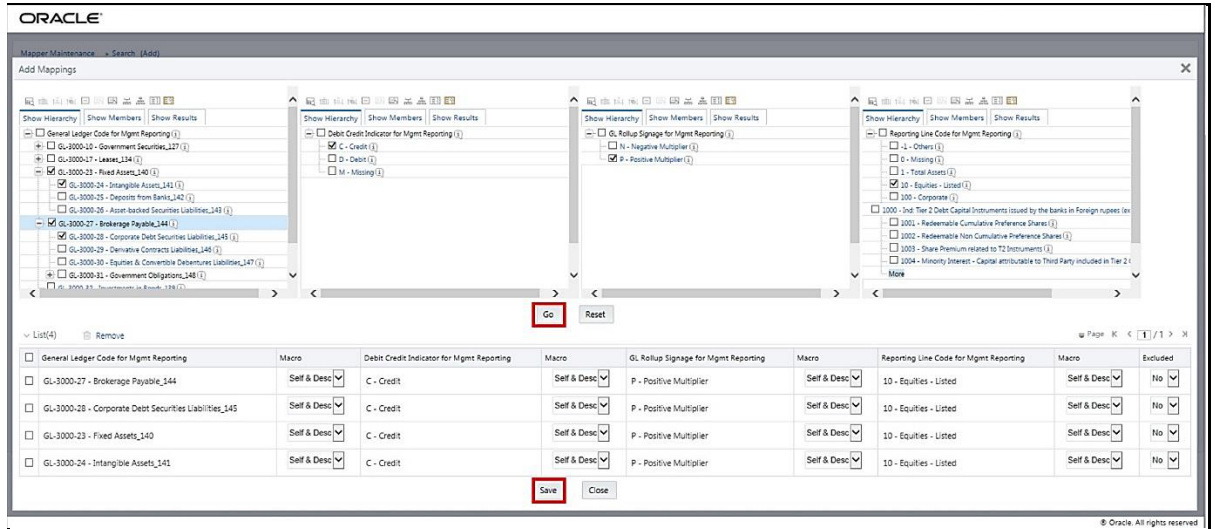 ORACLE
Mapper Maintenance » Search (Add)
Add Mappings
Show Hierarchy Show Members Show Results
General Ledger Code for Mgmt Reporting
GL-3000-10 - Government Securities_127
GL-3000-17 - Leases_134
GL-3000-23 - Fixed Assets_140
GL-3000-24 - Intangible Assets_141
GL-3000-25 - Deposits from Banks_142
GL-3000-26 - Asset-backed Securities Liabilities_143
GL-3000-27 - Brokerage Payable_144
GL-3000-28 - Corporate Debt Securities Liabilities_145
GL-3000-29 - Derivative Contracts Liabilities_146
GL-3000-30 - Equities & Convertible Debentures Liabilities_147
GL-3000-31 - Government Obligations_148
Show Hierarchy Show Members Show Results
Debit Credit Indicator for Mgmt Reporting
C - Credit
D - Debit
M - Missing
Show Hierarchy Show Members Show Results
GL Rollup Signage for Mgmt Reporting
N - Negative Multiplier
P - Positive Multiplier
Show Hierarchy Show Members Show Results
Reporting Line Code for Mgmt Reporting
-1 - Others
0 - Missing
1 - Total Assets
10 - Equities - Listed
100 - Corporate
1000 - Ind: Tier 2 Debt Capital Instruments issued by the banks in Foreign rupees (ex
1001 - Redeemable Cumulative Preference Shares
1002 - Redeemable Non Cumulative Preference Shares
1003 - Share Premium related to T2 Instruments
1004 - Minority Interest - Capital attributable to Third Party included in Tier 2
More
Go Reset
List(4) Remove Page 1 / 1
General Ledger Code for Mgmt Reporting Macro Debit Credit Indicator for Mgmt Reporting Macro GL Rollup Signage for Mgmt Reporting Macro Reporting Line Code for Mgmt Reporting Macro Excluded
GL-3000-27 - Brokerage Payable_144 Self & Desc C - Credit Self & Desc P - Positive Multiplier Self & Desc 10 - Equities - Listed Self & Desc No
GL-3000-28 - Corporate Debt Securities Liabilities_145 Self & Desc C - Credit Self & Desc P - Positive Multiplier Self & Desc 10 - Equities - Listed Self & Desc No
GL-3000-23 - Fixed Assets_140 Self & Desc C - Credit Self & Desc P - Positive Multiplier Self & Desc 10 - Equities - Listed Self & Desc No
GL-3000-24 - Intangible Assets_141 Self & Desc C - Credit Self & Desc P - Positive Multiplier Self & Desc 10 - Equities - Listed Self & Desc No
Save Close
© Oracle. All rights reserved